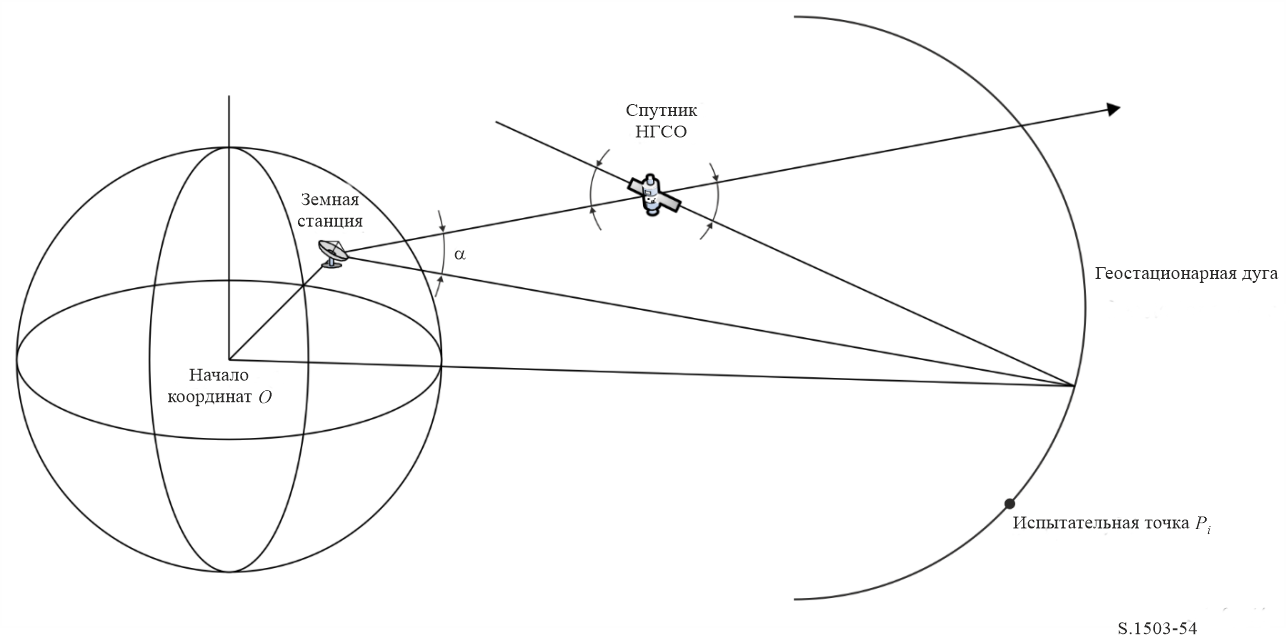 Спутник
НГСО
Земная
станция
α
Геостационарная дуга
Начало
координат O
Испытательная точка Pi
S.1503-54